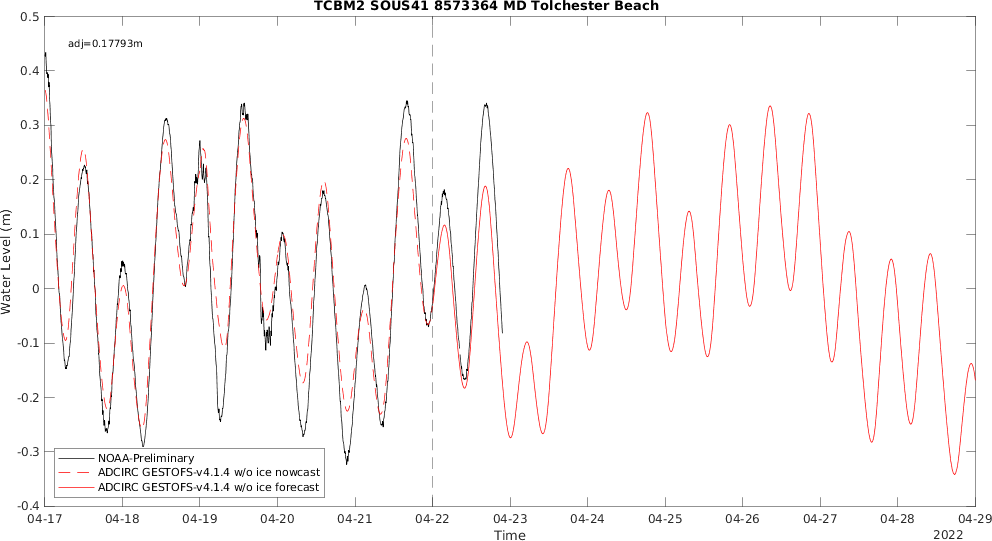 TCBM2 SOUS41 8573364 MD Tolchester Beach
adj=0.17793m
0.5
0.4
0.3
0.2
0.1
0
-0.1
-0.2
-0.3
-0.4
Water Level (m)
NOAA-Preliminary
ADCIRC GESTOFS-v4.1.4 w/o ice nowcast
ADCIRC GESTOFS-v4.1.4 w/o ice forecast
04-17 04-18 04-19 04-20 04-21 04-22 04-23 04-24 04-25 04-26 04-27 04-28 04-29
Time
2022